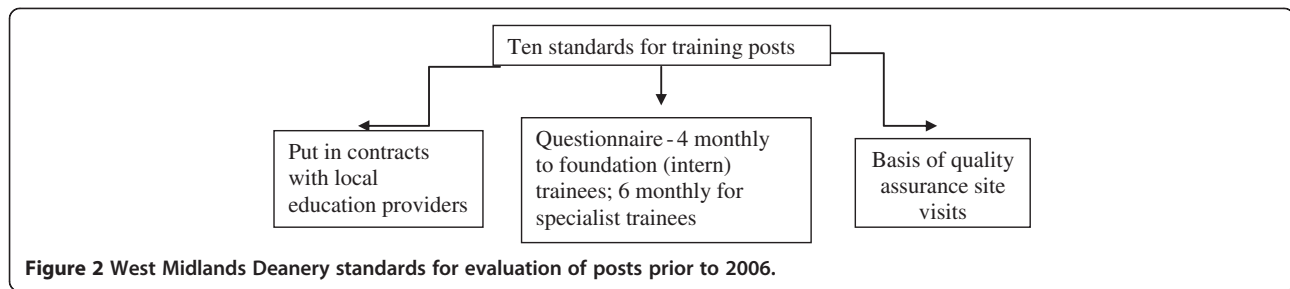 Ten standards for training posts
Put in contracts
with local
education providers
Questionnaire - 4 monthly
to foundation (intern)
trainees; 6 monthly for
specialist trainees
Basis of quality
assurance site
visits
Figure 2 West Midlands Deanery standards for evaluation of posts prior to 2006.